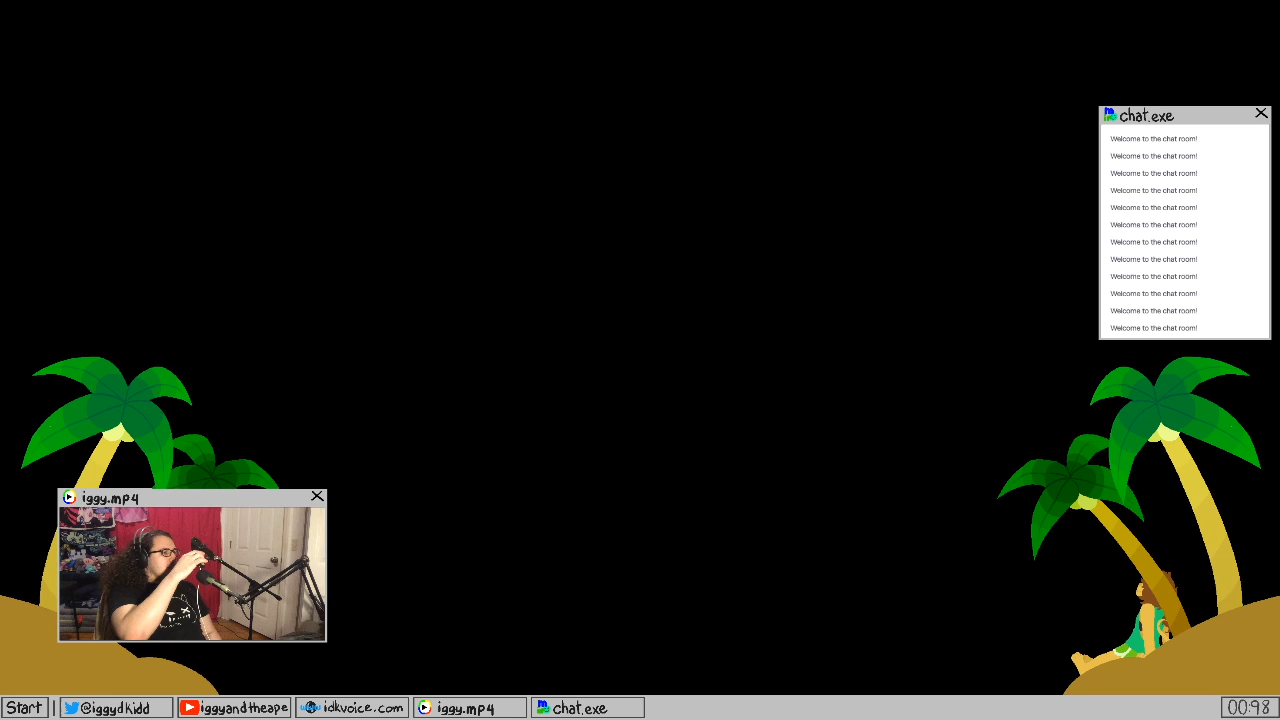 chat.exe
Welcome to the chat room!
Welcome to the chat room!
Welcome to the chat room!
Welcome to the chat room!
Welcome to the chat room!
Welcome to the chat room!
Welcome to the chat room!
Welcome to the chat room!
Welcome to the chat room!
Welcome to the chat room!
Welcome to the chat room!
Welcome to the chat room!
iggy.mp4
Start | @iggydkidd iggyandtheape www idkvoice.com iggy.mp4 chat.exe 00:98